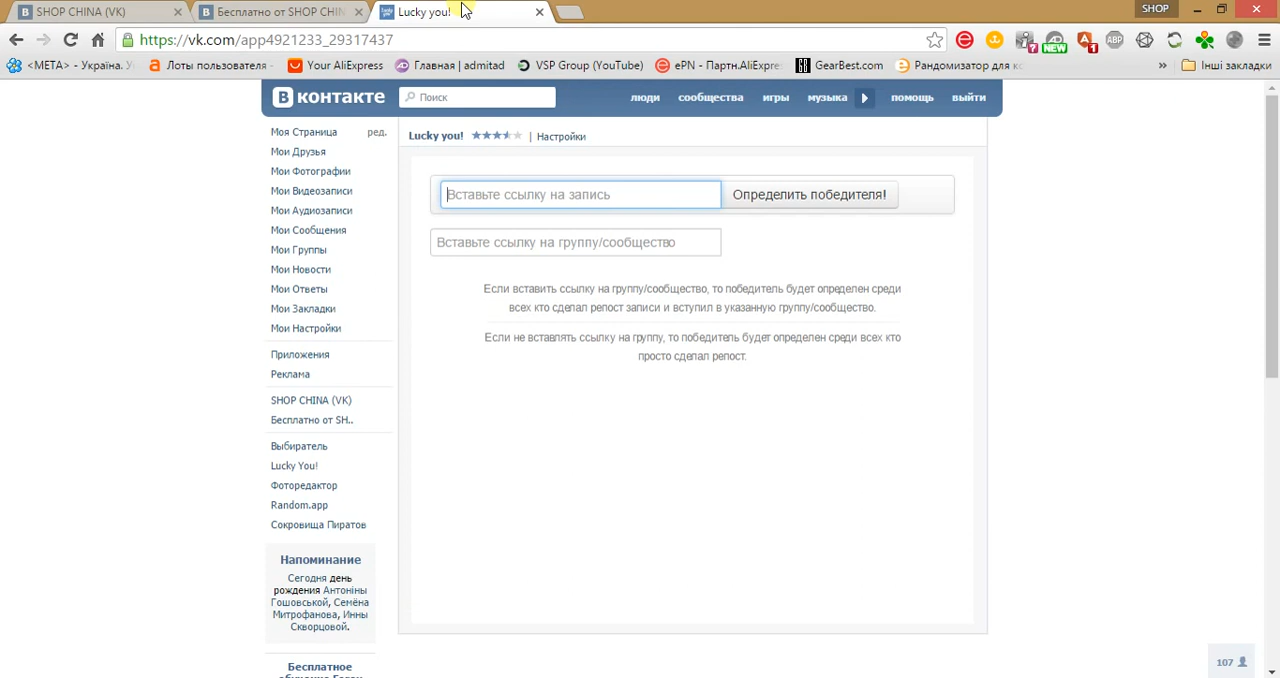 SHOP CHINA (VK)
Бесплатно от SHOP CHIN
Lucky you!
SHOP
https://vk.com/app4921233_29317437
NEW
ABP
<META> - Україна. У
Лоты пользователя
Your AliExpress
Главная | admitad
VSP Group (YouTube)
ePN - Партн.AliExpre
GearBest.com
Рандомизатор для ко
»
Інші закладки
В контакте
Поиск
люди
сообщества
игры
музыка
помощь
выйти
Моя Страница ред.
Мои Друзья
Мои Фотографии
Мои Видеозаписи
Мои Аудиозаписи
Мои Сообщения
Мои Группы
Мои Новости
Мои Ответы
Мои Закладки
Мои Настройки
Приложения
Реклама
SHOP CHINA (VK)
Бесплатно от SH..
Выбиратель
Lucky You!
Фоторедактор
Random.app
Сокровища Пиратов
Напоминание
Сегодня день
рождения Антоніны
Гошовської, Семёна
Митрофанова, Инны
Скворцовой.
Бесплатное
Lucky you! | Настройки
Вставьте ссылку на запись
Определить победителя!
Вставьте ссылку на группу/сообщество
Если вставить ссылку на группу/сообщество, то победитель будет определен среди
всех кто сделал репост записи и вступил в указанную группу/сообщество.
Если не вставлять ссылку на группу, то победитель будет определен среди всех кто
просто сделал репост.
107